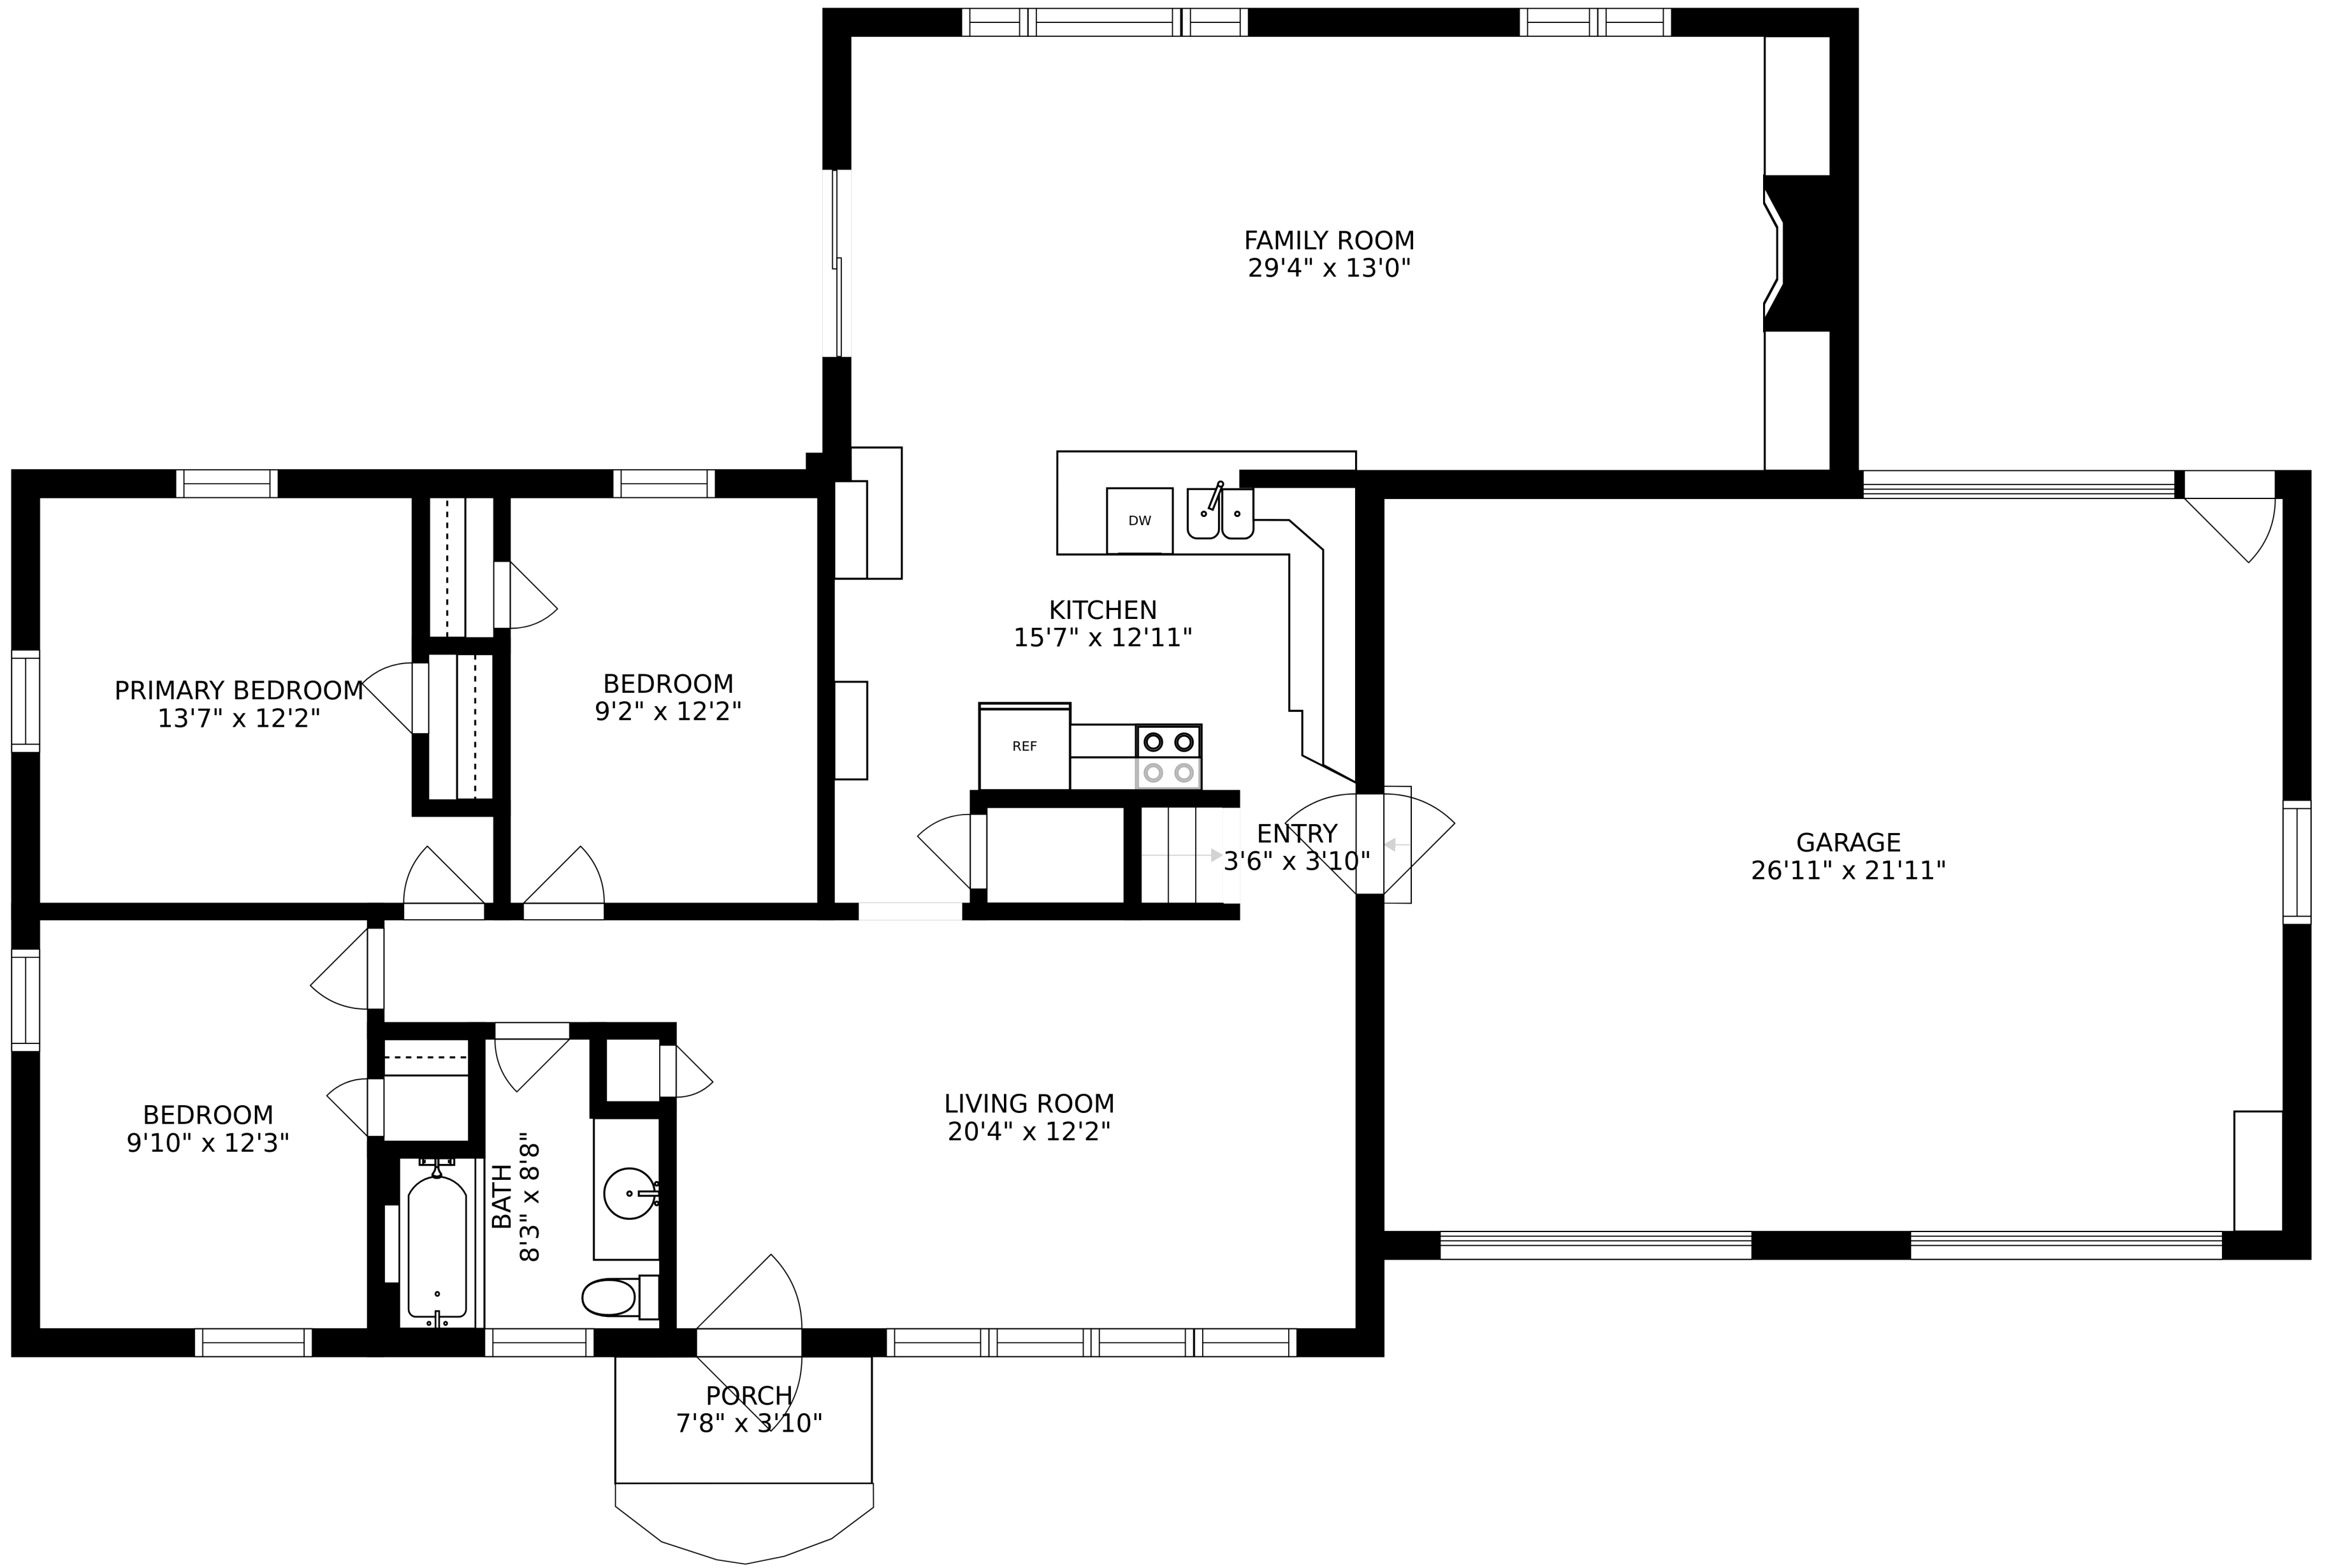 FAMILY ROOM
29'4" x 13'0"
DW
KITCHEN
15'7" x 12'11"
PRIMARY BEDROOM
13'7" x 12'2"
BEDROOM
9'2" x 12'2"
REF
ENTRY
3'6" x 3'10"
GARAGE
26'11" x 21'11"
BEDROOM
9'10" x 12'3"
BATH
8'3" x 8'8"
LIVING ROOM
20'4" x 12'2"
PORCH
7'8" x 3'10"